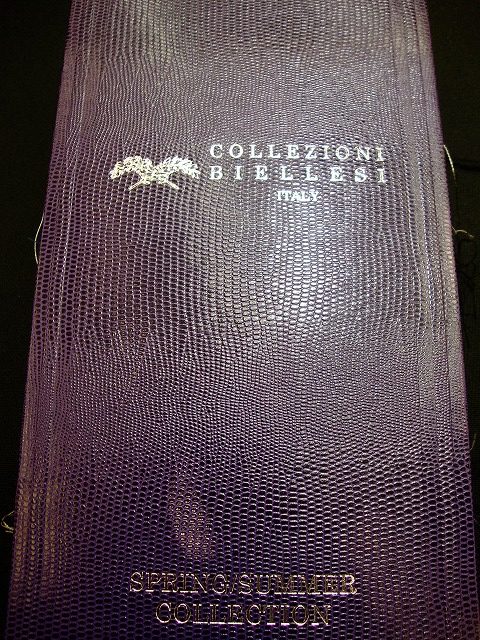 COLLEZIONI
BIELLESI
ITALY
SPRING/SUMMER
COLLECTION